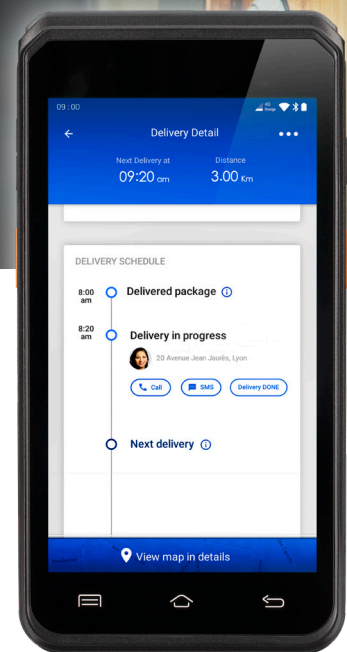 09:00
4G
Orange
Delivery Detail
Next Delivery at
Distance
09:20 am
3.00 Km
DELIVERY SCHEDULE
8:00
am
Delivered package
8:20
am
Delivery in progress
20 Avenue Jean Jaurès, Lyon
Call
SMS
Delivery DONE
Next delivery
View map in details